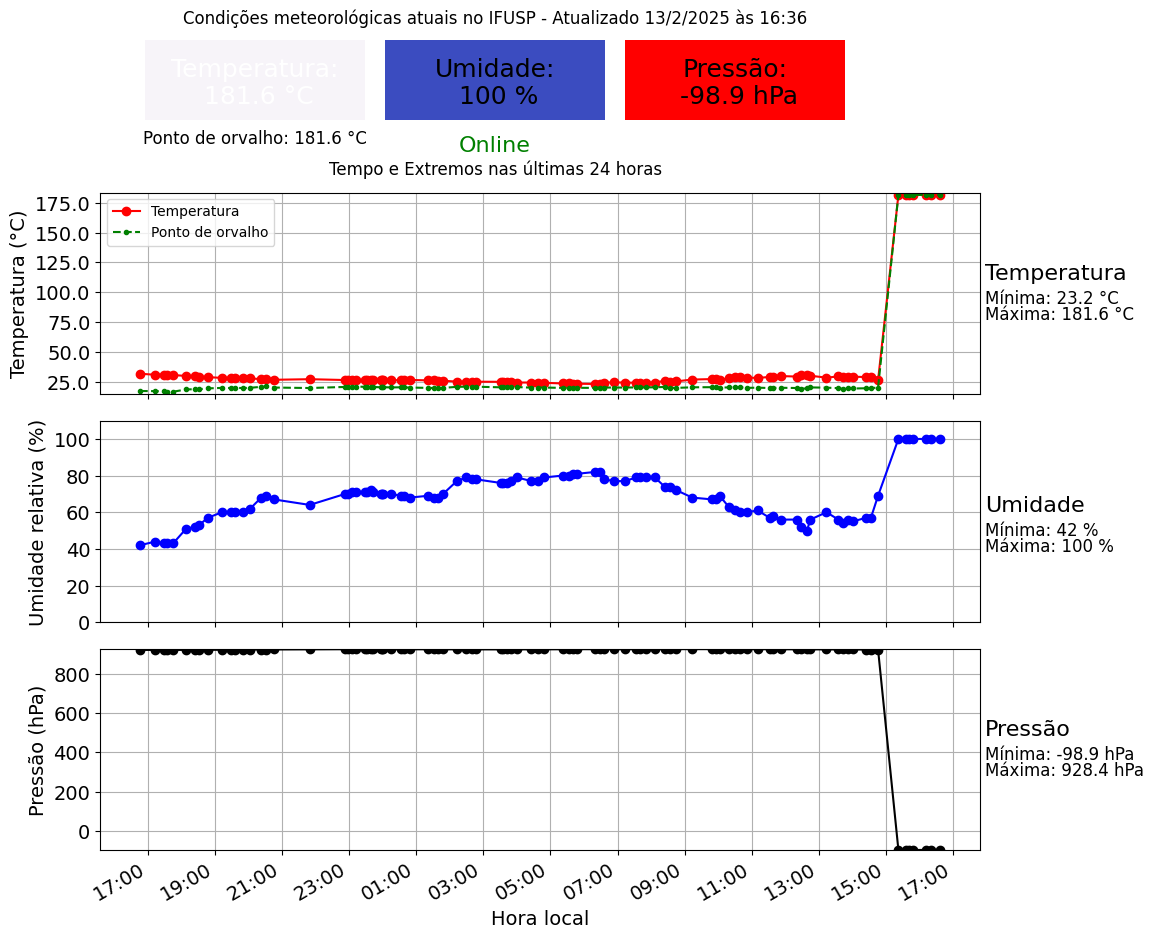 Condições meteorológicas atuais no IFUSP - Atualizado 13/2/2025 às 16:36
Temperatura:
181.6 °C
Umidade:
100 %
Pressão:
-98.9 hPa
Ponto de orvalho: 181.6 °C
Online
Tempo e Extremos nas últimas 24 horas
Temperatura (°C)
175.0
150.0
125.0
100.0
75.0
50.0
25.0
Temperatura
Ponto de orvalho
Temperatura
Mínima: 23.2 °C
Máxima: 181.6 °C
Umidade relativa (%)
100
80
60
40
20
0
Umidade
Mínima: 42 %
Máxima: 100 %
Pressão (hPa)
800
600
400
200
0
Pressão
Mínima: -98.9 hPa
Máxima: 928.4 hPa
17:00 19:00 21:00 23:00 01:00 03:00 05:00 07:00 09:00 11:00 13:00 15:00 17:00
Hora local